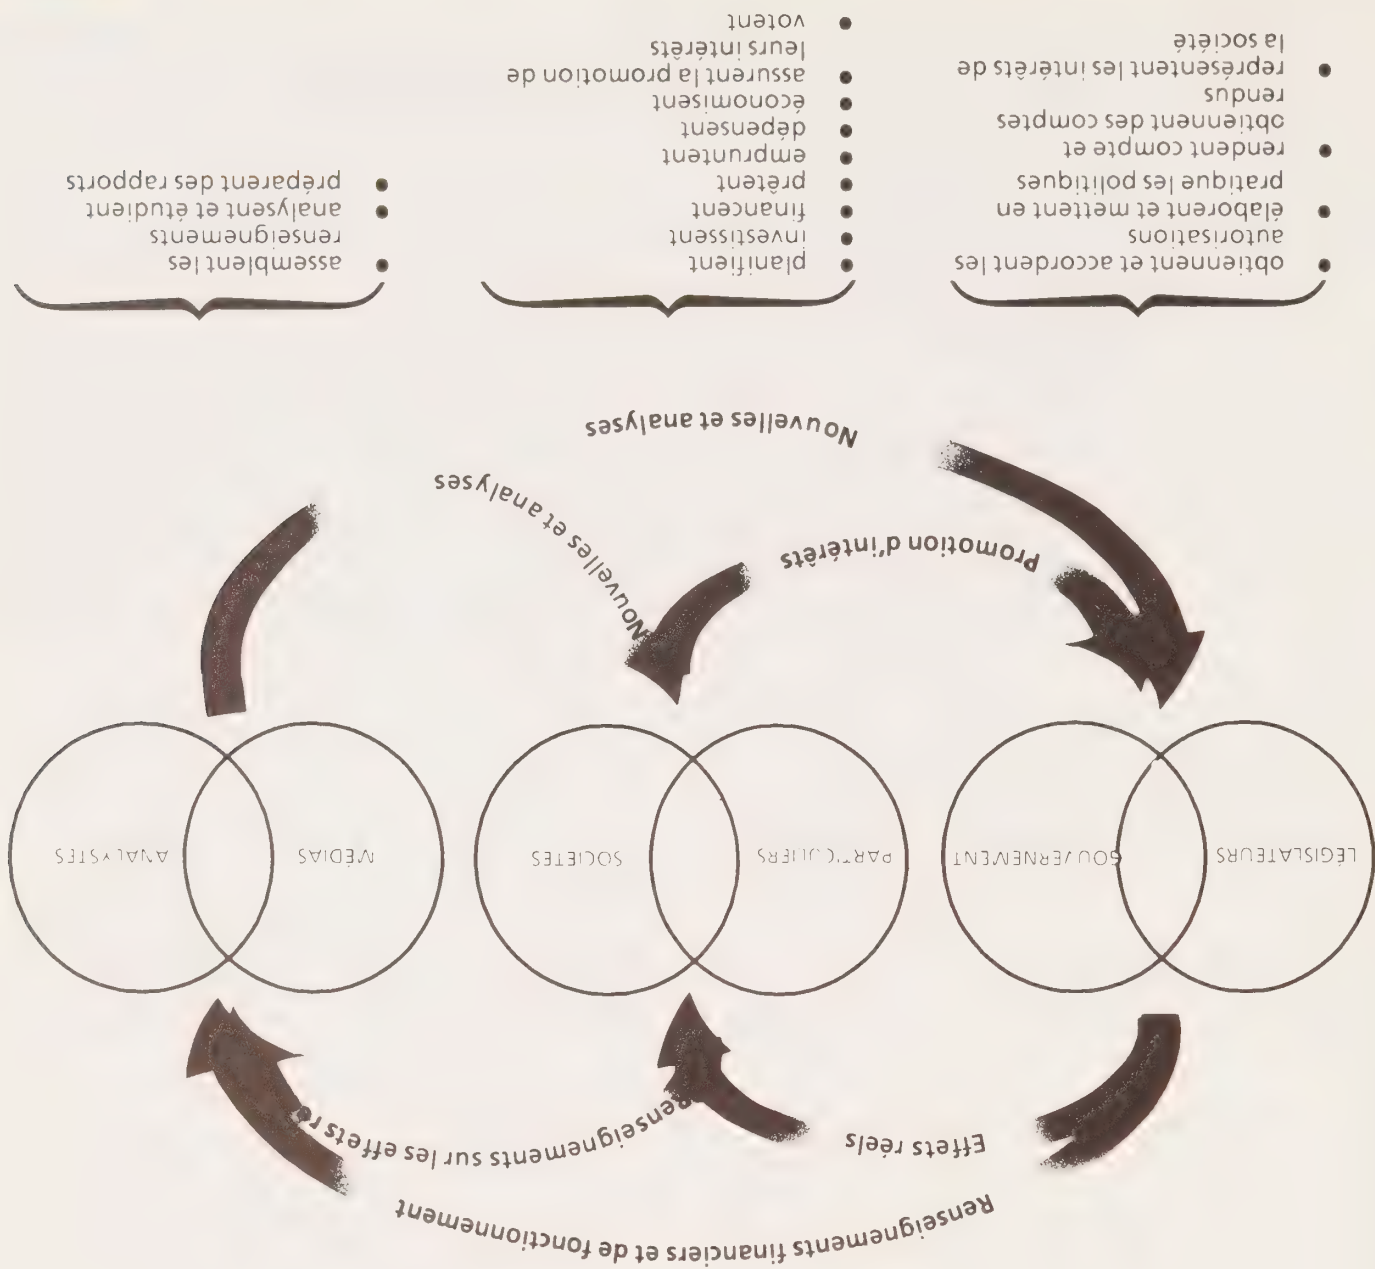 Renseignements financiers et de fonctionnement
Effets réels
Renseignements sur les effets
LÉGISLATEURS
GOUVERNEMENT
PARTICULIERS
SOCIÉTÉS
MÉDIAS
ANALYSTES
Promotion d'intérêts
Nouvelles et analyses
Nouvelles et analyses
• obtiennent et accordent les
autorisations
• élaborent et mettent en
pratique les politiques
• rendent compte et
obtiennent des comptes
rendus
• représentent les intérêts de
la société
• planifient
• investissent
• financent
• prêtent
• empruntent
• dépensent
• économisent
• assurent la promotion de
leurs intérêts
• votent
• assemblent les
renseignements
• analysent et étudient
• préparent des rapports